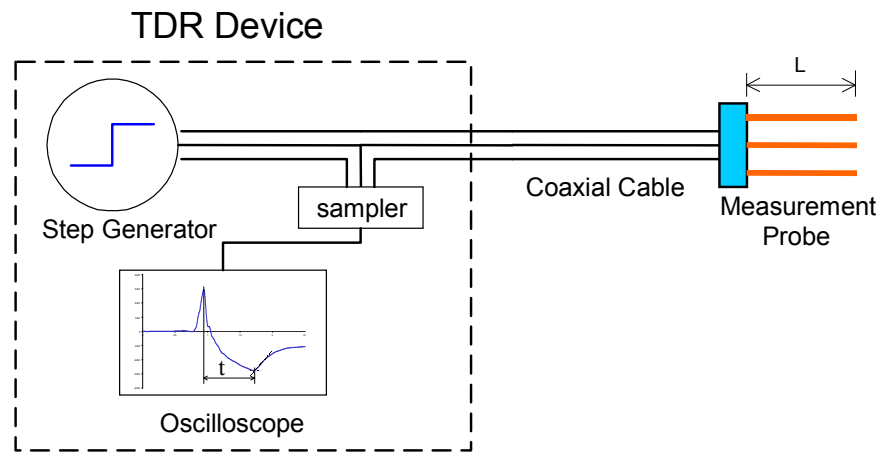 TDR Device
L
Coaxial Cable
Measurement
Probe
sampler
Step Generator
t
Oscilloscope